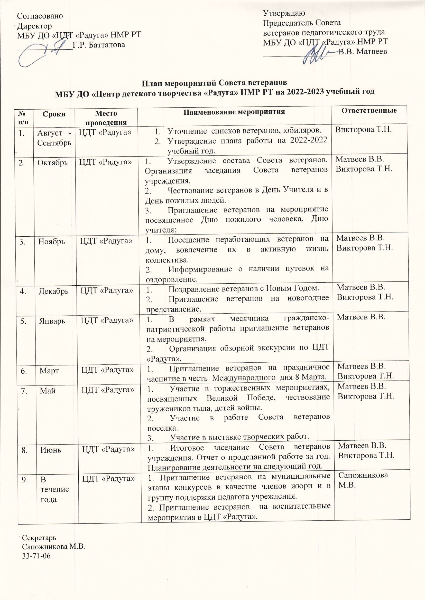 Согласовано
Директор
МБУ ДО «ЦДТ «Радуга» НМР РТ
Г.Р. Батталова
Утверждаю
Председатель Совета
ветеранов педагогического труда
МБУ ДО «ЦДТ «Радуга» НМР РТ
В.В. Матвеев
План мероприятий Совета ветеранов
МБУ ДО «Центр детского творчества «Радуга» НМР РТ на 2022-2023 учебный год
№ п/п
Сроки
Место проведения
Наименование мероприятия
Ответственные
1.
Август - Сентябрь
ЦДТ «Радуга»
1. Уточнение списков ветеранов, юбиляров.
2. Утверждение плана работы на 2022-2022
учебный год.
Викторова Т.Н.
2
Октябрь
ЦДТ «Радуга»
1. Утверждение состава Совета ветеранов.
Организация заседания Совета ветеранов
учреждения.
2. Чествование ветеранов в День Учителя и в
День пожилых людей.
3. Приглашение ветеранов на мероприятие
посвященное Дню пожилого человека, Дню
учителя;
Матвеев В.В.
Викторова Т.Н.
3.
Ноябрь
ЦДТ «Радуга»
1. Посещение неработающих ветеранов на
дому, вовлечение их в активную жизнь
коллектива.
2. Информирование о наличии путевок на
оздоровление.
Матвеев В.В.
Викторова Т.Н.
4.
Декабрь
ЦДТ «Радуга»
1. Поздравление ветеранов с Новым Годом.
2. Приглашение ветеранов на новогоднее
представление.
Матвеев В.В.
Викторова Т.Н.
5.
Январь
ЦДТ «Радуга»
1. В рамках месячника гражданско-
патриотической работы приглашение ветеранов
на мероприятия.
2. Организация обзорной экскурсии по ЦДТ
«Радуга».
Матвеев В.В.
6.
Март
ЦДТ «Радуга»
1. Приглашение ветеранов на праздничное
чаепитие в честь Международного дня 8 Марта.
Матвеев В.В.
Викторова Т.Н.
7.
Май
ЦДТ «Радуга»
1. Участие в торжественных мероприятиях,
посвященных Великой Победе, чествование
тружеников тыла, детей войны.
2. Участие в работе Совета ветеранов
поселка.
3. Участие в выставке творческих работ.
Матвеев В.В.
Викторова Т.Н.
8.
Июнь
ЦДТ «Радуга»
1. Итоговое заседание Совета ветеранов
учреждения. Отчет о проделанной работе за год.
Планирование деятельности на следующий год.
Матвеев В.В.
Викторова Т.Н.
9
В течение года
ЦДТ «Радуга»
1. Приглашение ветеранов на муниципальные
этапы конкурсов в качестве членов жюри и в
группу поддержки педагога учреждения.
2. Приглашение ветеранов на воспитательные
мероприятия в ЦДТ «Радуга».
Сапожникова М.В.
Секретарь
Сапожникова М.В.
33-71-06